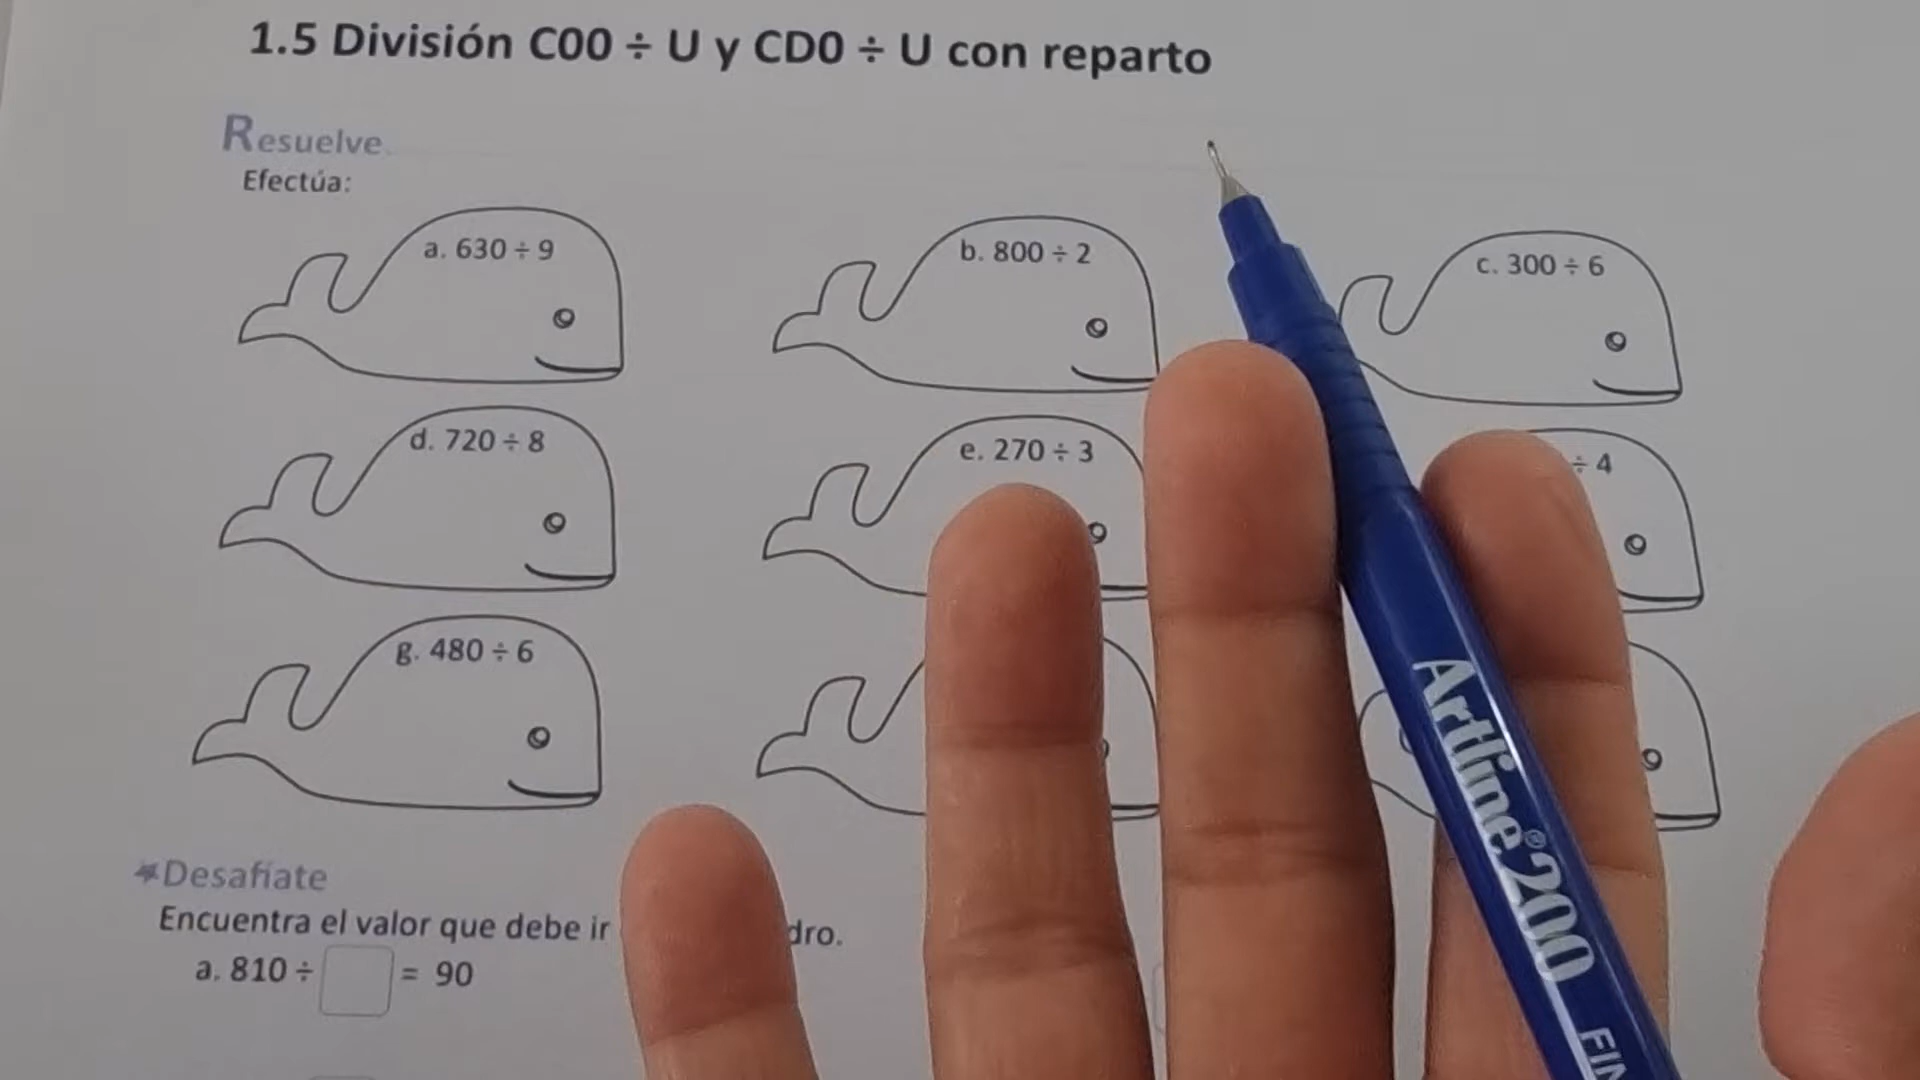 1.5 División C00 ÷ U y CD0 ÷ U con reparto
Resuelve
Efectúa:
a. 630 ÷ 9
b. 800 ÷ 2
c. 300 ÷ 6
d. 720 ÷ 8
e. 270 ÷ 3
÷ 4
g. 480 ÷ 6
Desafíate
Encuentra el valor que debe ir
a. 810 ÷ = 90
Artline®200